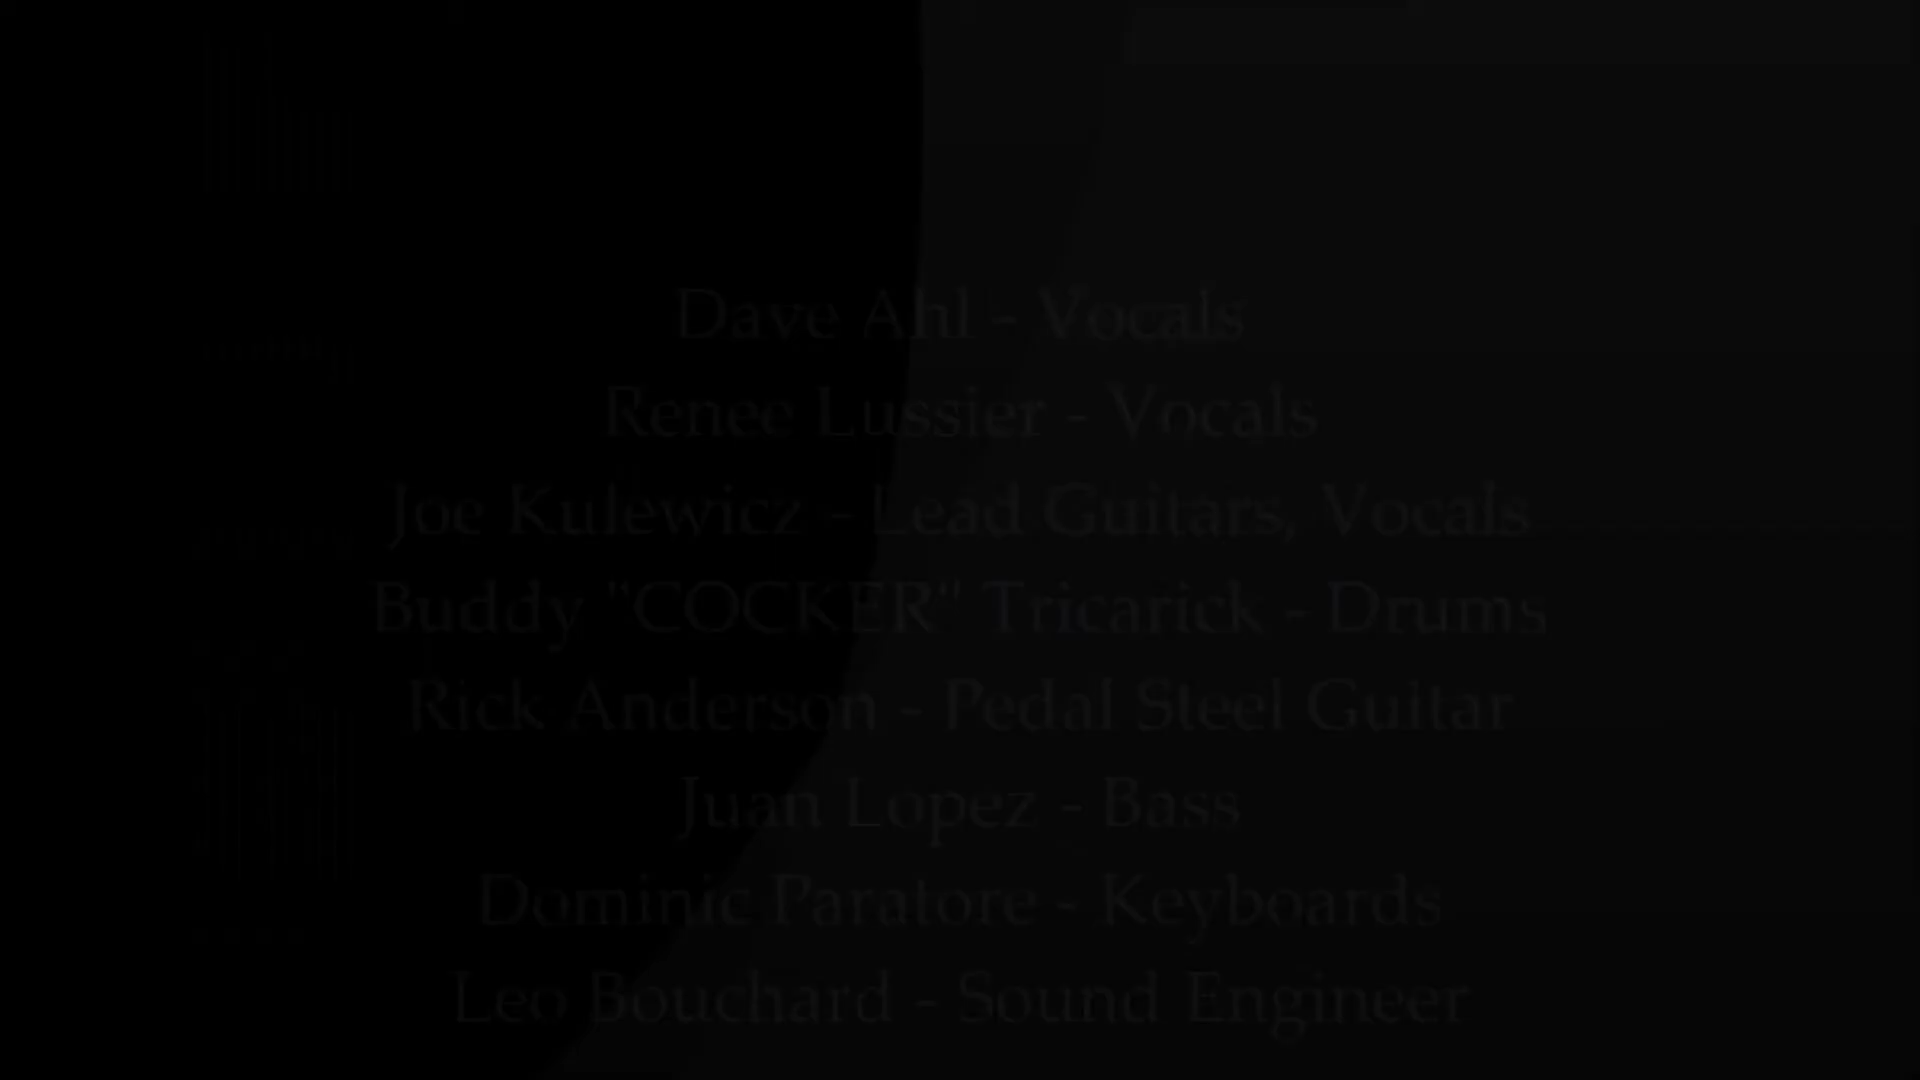 Dave Ahl - Vocals
Renee Lussier - Vocals
Joe Kulewicz - Lead Guitars, Vocals
Buddy "COCKER" Tricarick - Drums
Rick Anderson - Pedal Steel Guitar
Juan Lopez - Bass
Dominic Paratore - Keyboards
Leo Bouchard - Sound Engineer